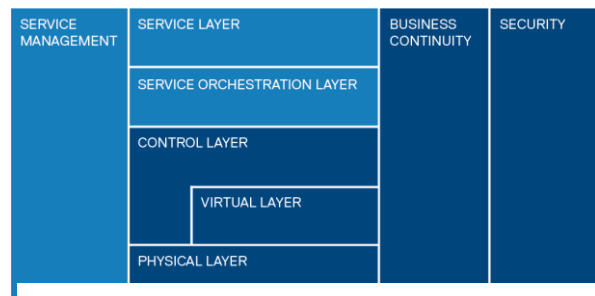 SERVICE
MANAGEMENT
SERVICE LAYER
SERVICE ORCHESTRATION LAYER
CONTROL LAYER
VIRTUAL LAYER
PHYSICAL LAYER
BUSINESS
CONTINUITY
SECURITY